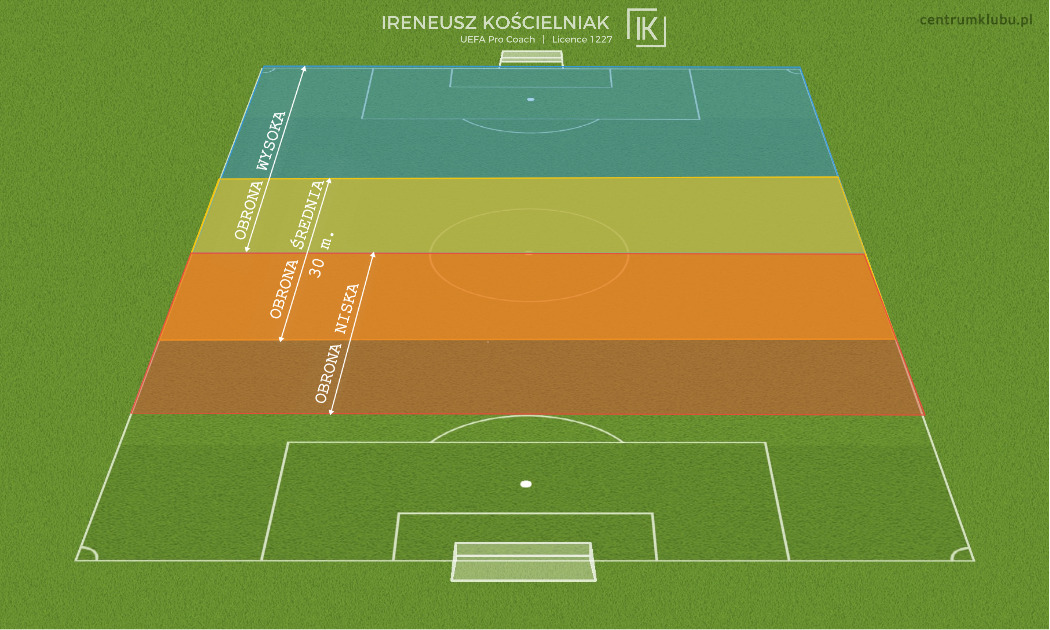 IRENEUSZ KOŚCIELNIAK
UEFA Pro Coach | Licence 1227
IK
centrumklubu.pl
OBRONA WYSOKA
OBRONA ŚREDNIA
30 m.
OBRONA NISKA